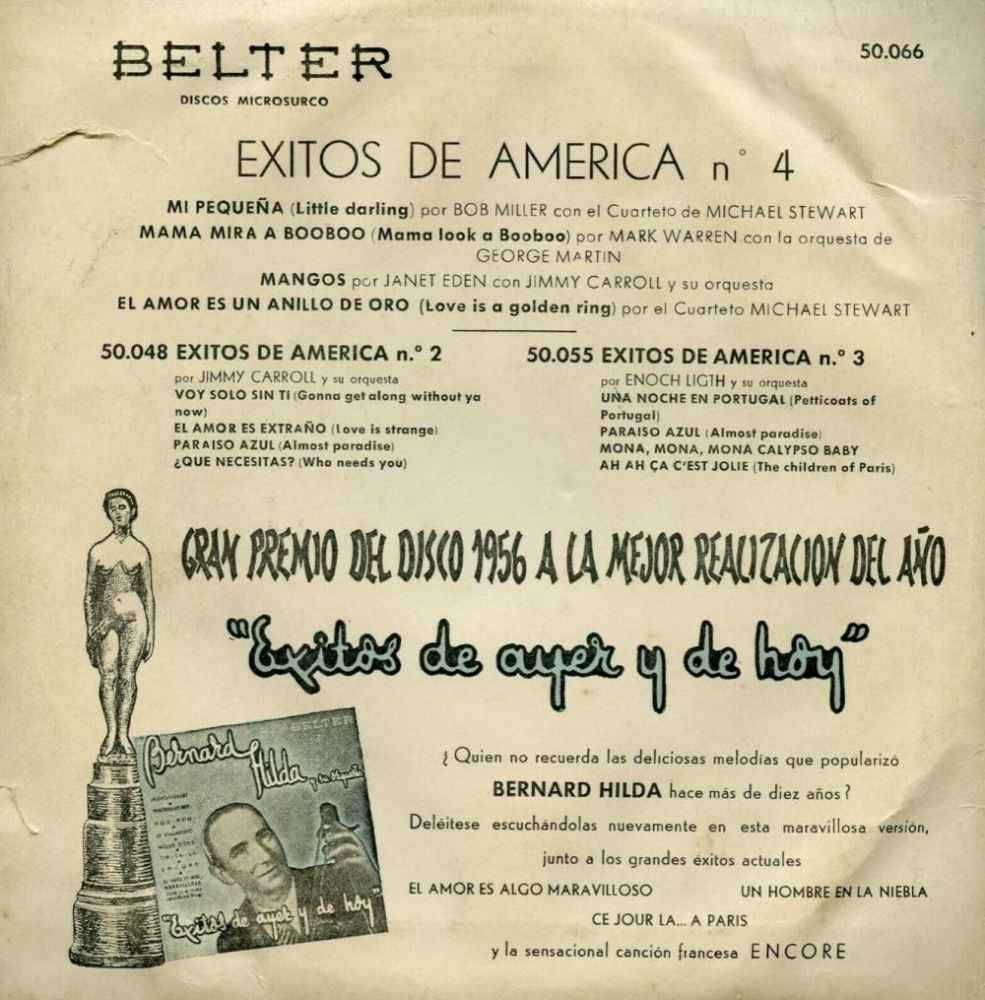 BELTER
50.066
DISCOS MICROSURCO
EXITOS DE AMERICA n° 4
MI PEQUEÑA (Little darling) por BOB MILLER con el Cuarteto de MICHAEL STEWART
MAMA MIRA A BOOBOO (Mama look a Booboo) por MARK WARREN con la orquesta de
GEORGE MARTIN
MANGOS por JANET EDEN con JIMMY CARROLL y su orquesta
EL AMOR ES UN ANILLO DE ORO (Love is a golden ring) por el Cuarteto MICHAEL STEWART
50.048 EXITOS DE AMERICA n.º 2
por JIMMY CARROLL y su orquesta
VOY SOLO SIN TI (Gonna get along without ya
now)
EL AMOR ES EXTRAÑO (Love is strange)
PARAISO AZUL (Almost paradise)
¿QUE NECESITAS? (Who needs you)
50.055 EXITOS DE AMERICA n.º 3
por ENOCH LIGTH y su orquesta
UÑA NOCHE EN PORTUGAL (Petticoats of
Portugal)
PARAISO AZUL (Almost paradise)
MONA, MONA, MONA CALYPSO BABY
AH AH ÇA C'EST JOLIE (The children of Paris)
GRAN PREMIO DEL DISCO 1956 A LA MEJOR REALIZACION DEL AÑO
"Exitos de ayer y de hoy"
BELTER
Bernard
Hilda
"Exitos de ayer y de hoy"
¿Quien no recuerda las deliciosas melodías que popularizó
BERNARD HILDA hace más de diez años?
Deléitese escuchándolas nuevamente en esta maravillosa versión,
junto a los grandes éxitos actuales
EL AMOR ES ALGO MARAVILLOSO UN HOMBRE EN LA NIEBLA
CE JOUR LA... A PARIS
y la sensacional canción francesa ENCORE